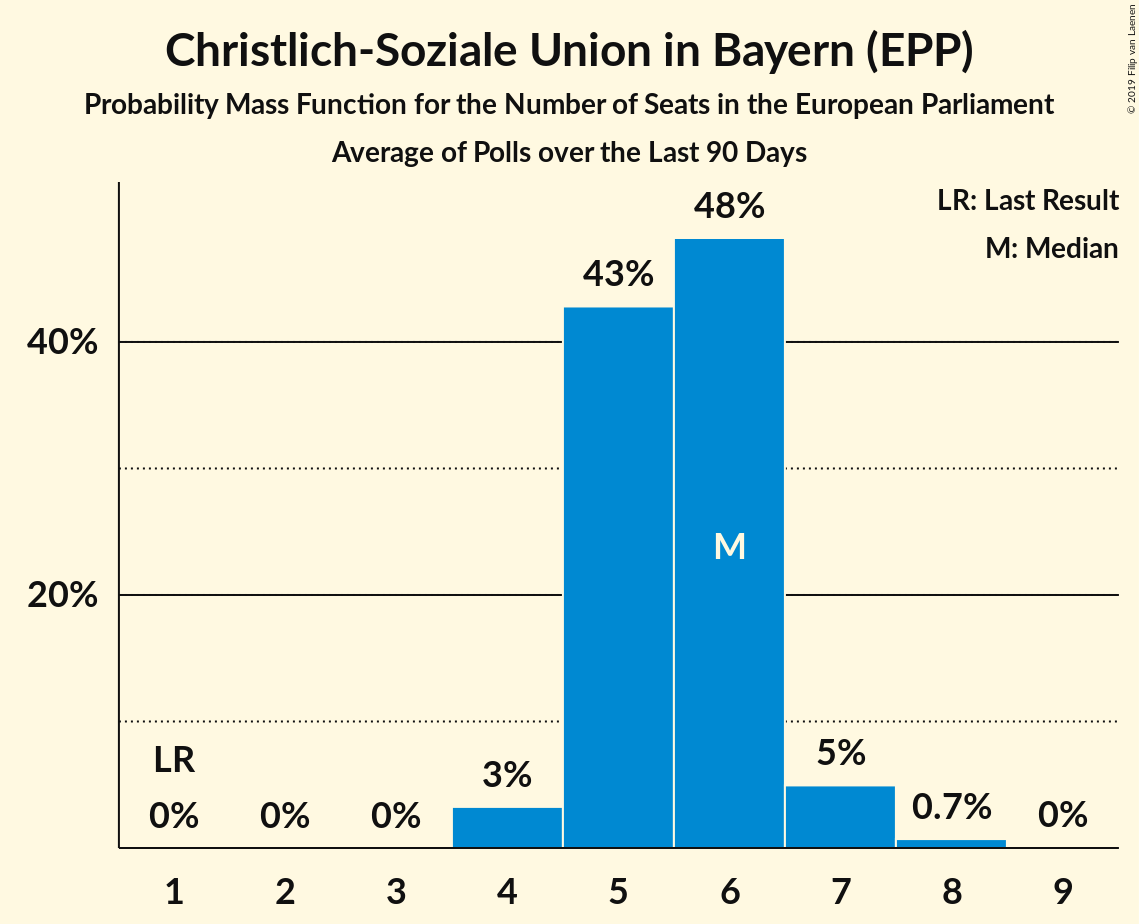 Christlich-Soziale Union in Bayern (EPP)
Probability Mass Function for the Number of Seats in the European Parliament
Average of Polls over the Last 90 Days
© 2019 Filip van Laenen
LR: Last Result
M: Median
48%
43%
40%
M
20%
LR
0%
0%
0%
3%
5%
0.7%
0%
1
2
3
4
5
6
7
8
9